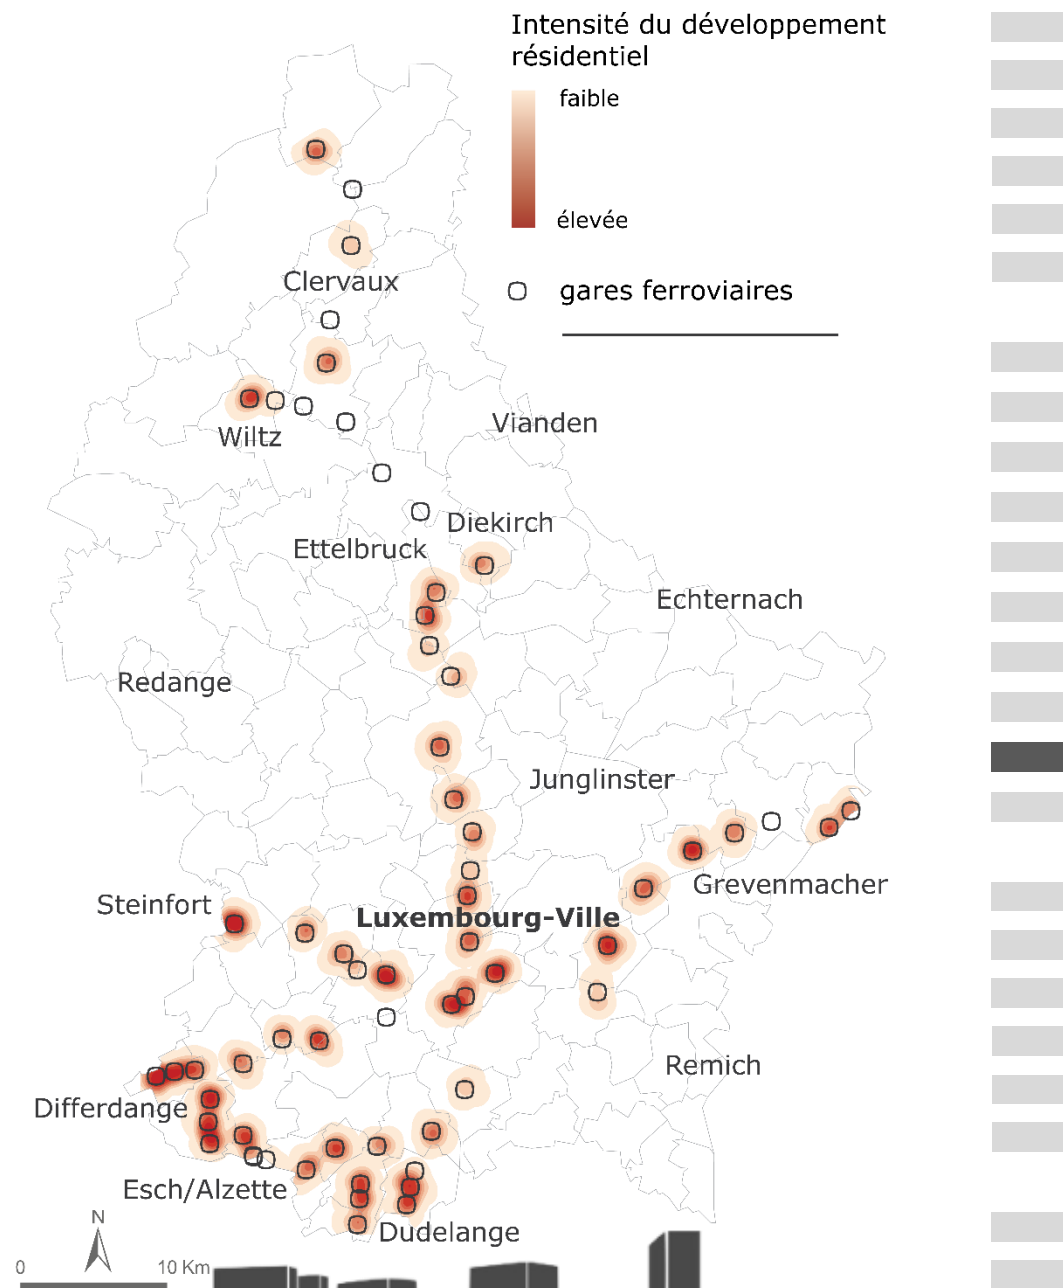 Intensité du développement
résidentiel
faible
élevée
gares ferroviaires
Clervaux
Wiltz
Vianden
Diekirch
Ettelbruck
Echternach
Redange
Junglinster
Grevenmacher
Steinfort
Luxembourg-Ville
Remich
Differdange
Esch/Alzette
Dudelange
N
0 10 Km